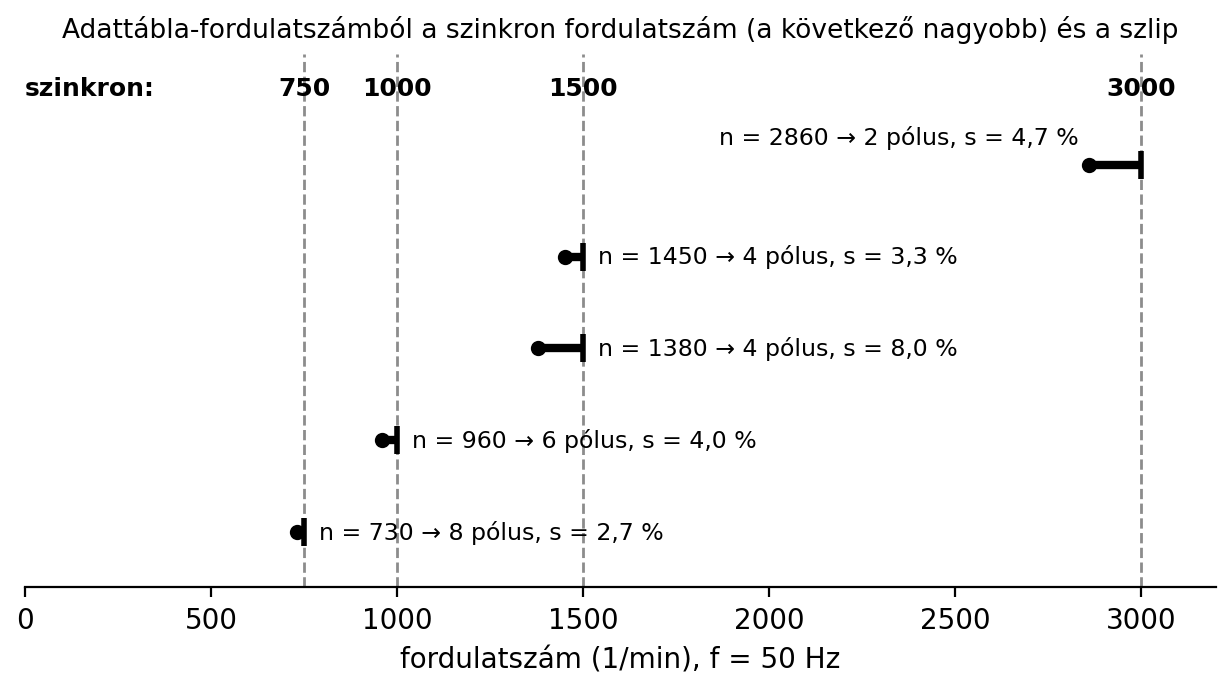 Adattábla-fordulatszámból a szinkron fordulatszám (a következő nagyobb) és a szlip
szinkron: 750 1000 1500 3000
n = 2860 → 2 pólus, s = 4,7 %
n = 1450 → 4 pólus, s = 3,3 %
n = 1380 → 4 pólus, s = 8,0 %
n = 960 → 6 pólus, s = 4,0 %
n = 730 → 8 pólus, s = 2,7 %
0 500 1000 1500 2000 2500 3000
fordulatszám (1/min), f = 50 Hz